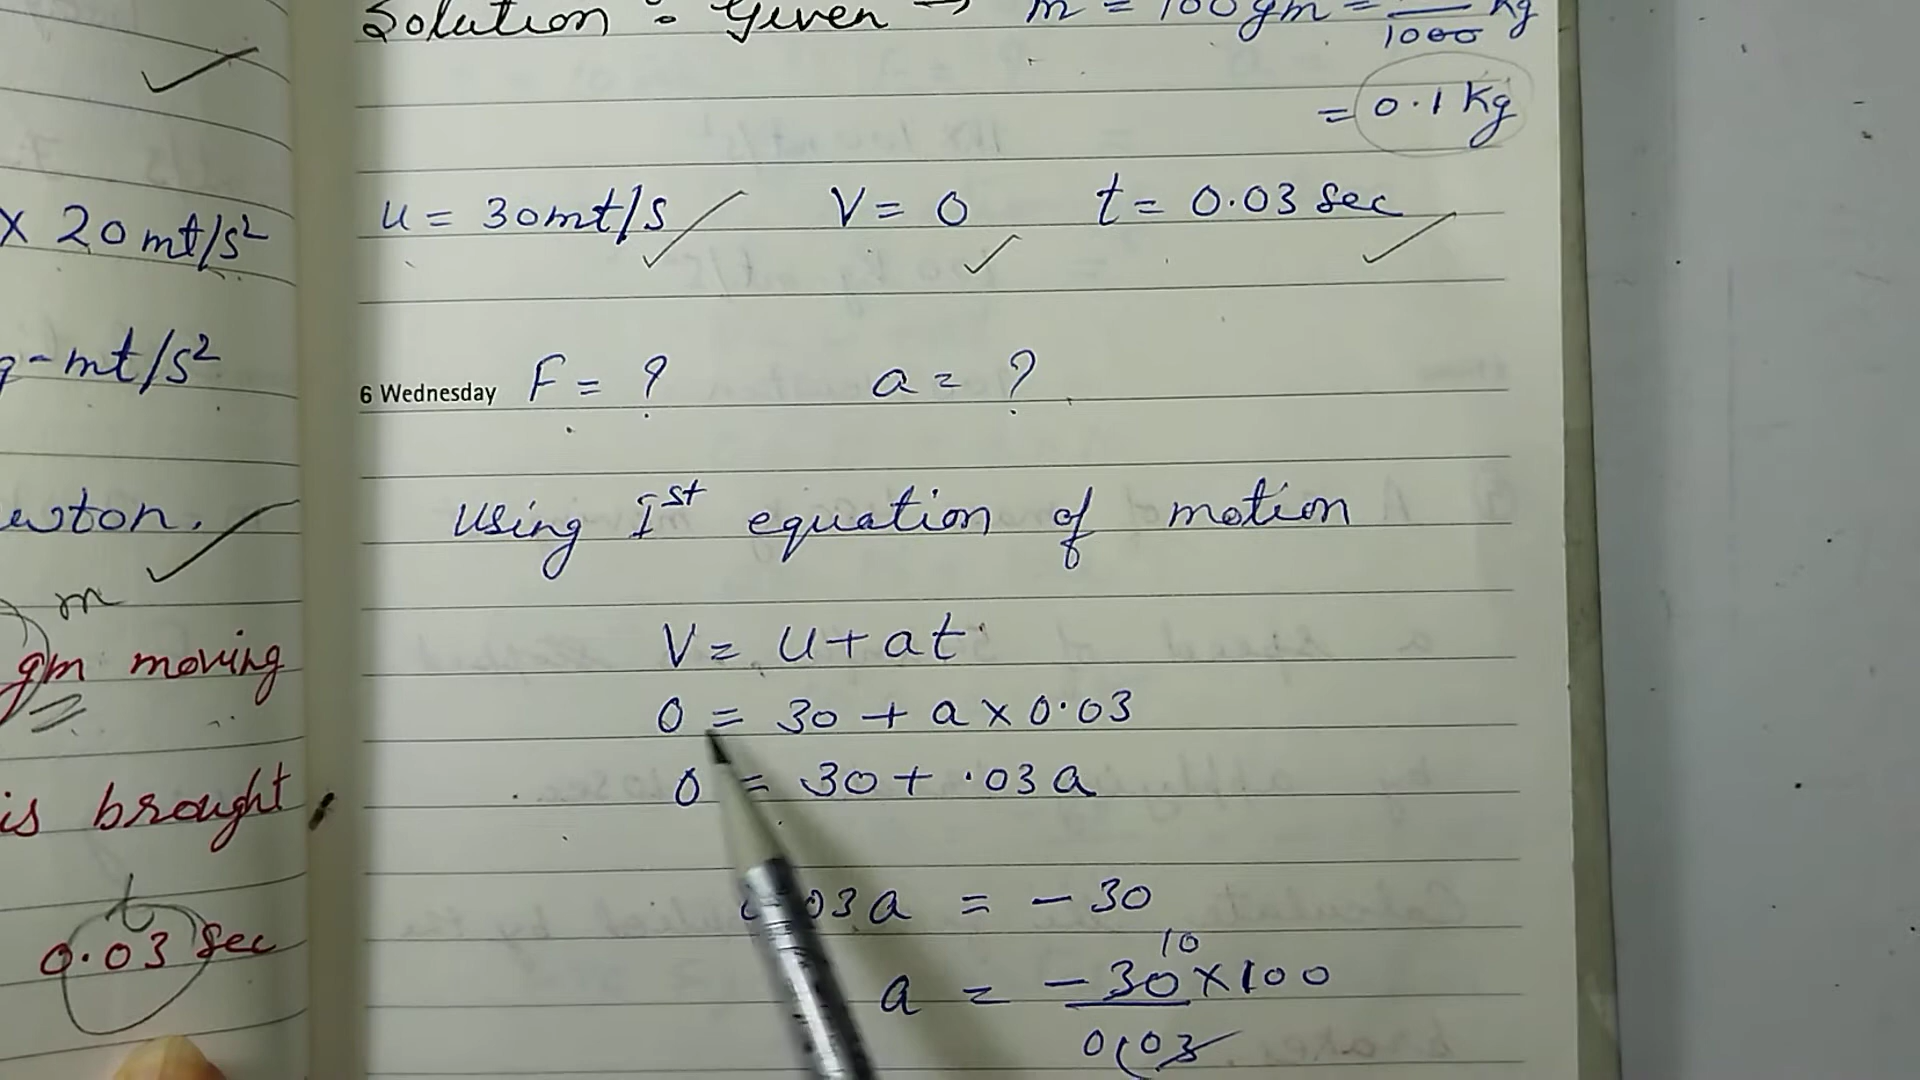 × 20 mt/s²
- mt/s²
m
gm moving
is brought
t
0.03 Sec
Solution : Given → m = 100 gm = kg
1000
= 0.1 Kg
u = 30 mt/s V = 0 t = 0.03 Sec
6 Wednesday F = ? a = ?
Using Ist equation of motion
V = u + at
0 = 30 + a × 0.03
0 = 30 + .03 a
03 a = - 30
10
a = - 30 × 100
0.03